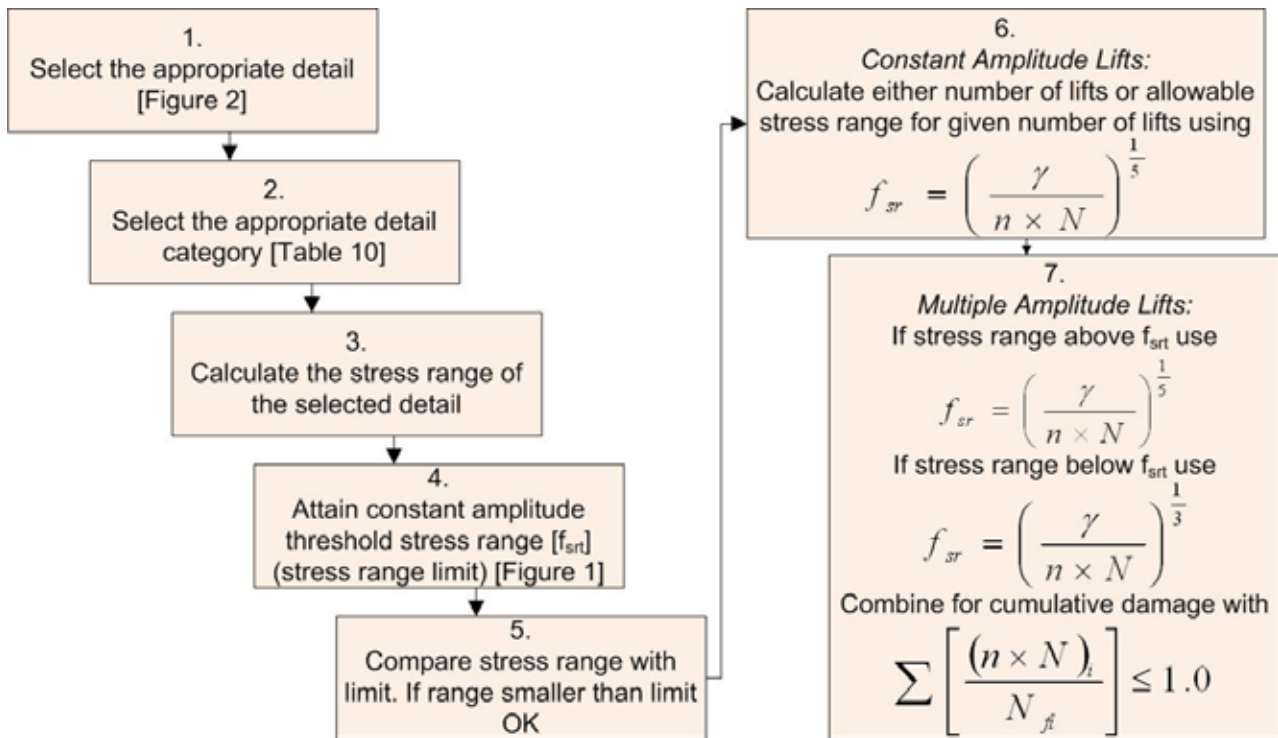 1.
Select the appropriate detail
[Figure 2]
2.
Select the appropriate detail
category [Table 10]
3.
Calculate the stress range of
the selected detail
4.
Attain constant amplitude
threshold stress range [fsrt]
(stress range limit) [Figure 1]
5.
Compare stress range with
limit. If range smaller than limit
OK
6.
Constant Amplitude Lifts:
Calculate either number of lifts or allowable
stress range for given number of lifts using
f_sr = ( γ / (n × N) )^(1/5)
7.
Multiple Amplitude Lifts:
If stress range above fsrt use
f_sr = ( γ / (n × N) )^(1/5)
If stress range below fsrt use
f_sr = ( γ / (n × N) )^(1/3)
Combine for cumulative damage with
∑ [ (n × N)_i / N_fi ] ≤ 1.0